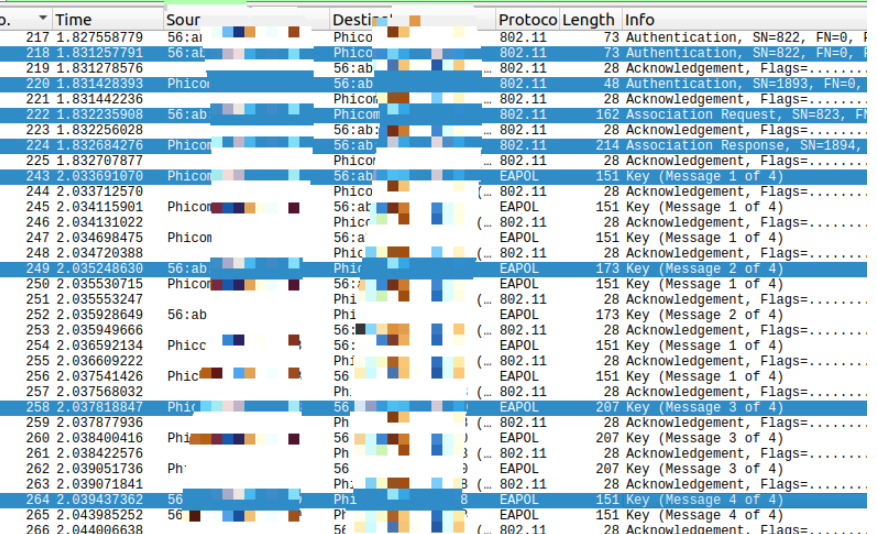 o. Time Sour Destin Protoco Length Info
217 1.827558779 56:a Phico 802.11 73 Authentication, SN=822, FN=0,
218 1.831257791 56:a Phico 802.11 73 Authentication, SN=822, FN=0,
219 1.831278576 56:ab … 802.11 28 Acknowledgement, Flags=........
220 1.831428393 Phico 56:ab 802.11 48 Authentication, SN=1893, FN=0,
221 1.831442236 Phicom … 802.11 28 Acknowledgement, Flags=........
222 1.832235908 56:ab Phicom 802.11 162 Association Request, SN=823, FN
223 1.832256028 56:ab: … 802.11 28 Acknowledgement, Flags=........
224 1.832684276 Phicom 56:ab 802.11 214 Association Response, SN=1894,
225 1.832707877 Phicom … 802.11 28 Acknowledgement, Flags=........
243 2.033691070 Phicom 56:ab EAPOL 151 Key (Message 1 of 4)
244 2.033712570 Phico (… 802.11 28 Acknowledgement, Flags=........
245 2.034115901 Phicom 56:ab EAPOL 151 Key (Message 1 of 4)
246 2.034131022 Phico (… 802.11 28 Acknowledgement, Flags=........
247 2.034698475 Phicom 56:a EAPOL 151 Key (Message 1 of 4)
248 2.034720388 Phic (… 802.11 28 Acknowledgement, Flags=........
249 2.035248630 56:ab Phic EAPOL 173 Key (Message 2 of 4)
250 2.035530715 Phicom 56: EAPOL 151 Key (Message 1 of 4)
251 2.035553247 Phi (… 802.11 28 Acknowledgement, Flags=........
252 2.035928649 56:ab Phi EAPOL 173 Key (Message 2 of 4)
253 2.035949666 56: (… 802.11 28 Acknowledgement, Flags=........
254 2.036592134 Phicc 56: EAPOL 151 Key (Message 1 of 4)
255 2.036609222 Phi (… 802.11 28 Acknowledgement, Flags=........
256 2.037541426 Phic 56 EAPOL 151 Key (Message 1 of 4)
257 2.037568032 Ph (… 802.11 28 Acknowledgement, Flags=........
258 2.037818847 Phic 56 EAPOL 207 Key (Message 3 of 4)
259 2.037877936 Ph (… 802.11 28 Acknowledgement, Flags=........
260 2.038400416 Phi 56 EAPOL 207 Key (Message 3 of 4)
261 2.038422576 Ph (… 802.11 28 Acknowledgement, Flags=........
262 2.039051736 Ph 56 EAPOL 207 Key (Message 3 of 4)
263 2.039071841 Phi 8 (… 802.11 28 Acknowledgement, Flags=........
264 2.039437362 56 Phi 8 EAPOL 151 Key (Message 4 of 4)
265 2.043985252 56 Ph EAPOL 151 Key (Message 4 of 4)
266 2.044006638 56 (… 802.11 28 Acknowledgement, Flags=........